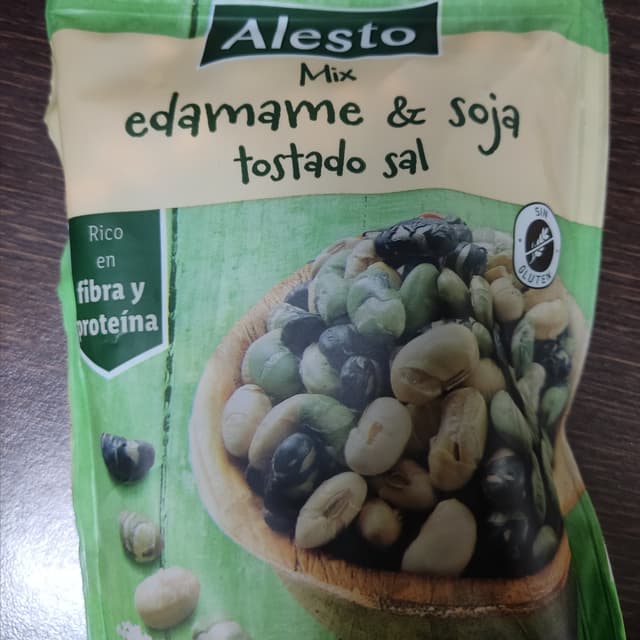 Alesto
Mix
edamame & soja
tostado sal
Rico
en
fibra y
proteína
SIN
GLUTEN